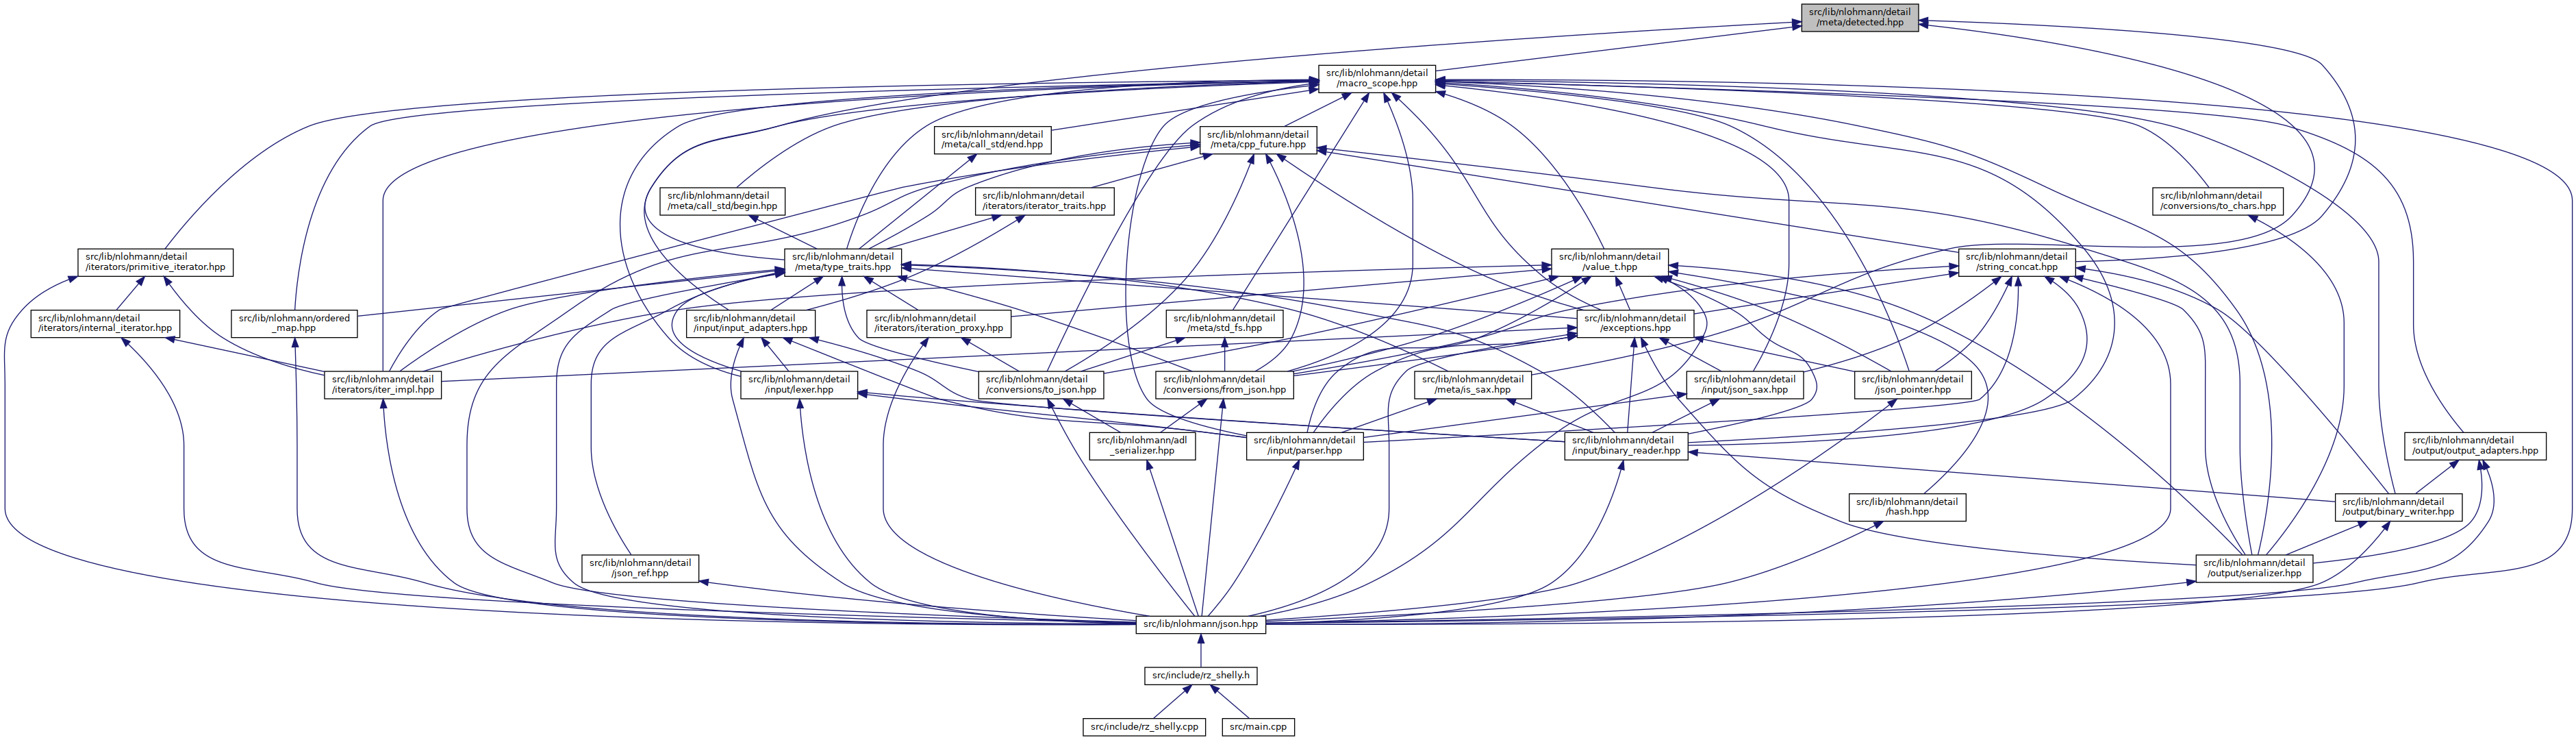 src/lib/nlohmann/detail
/meta/detected.hpp
src/lib/nlohmann/detail
/macro_scope.hpp
src/lib/nlohmann/detail
/meta/call_std/end.hpp
src/lib/nlohmann/detail
/meta/cpp_future.hpp
src/lib/nlohmann/detail
/meta/call_std/begin.hpp
src/lib/nlohmann/detail
/iterators/iterator_traits.hpp
src/lib/nlohmann/detail
/conversions/to_chars.hpp
src/lib/nlohmann/detail
/iterators/primitive_iterator.hpp
src/lib/nlohmann/detail
/meta/type_traits.hpp
src/lib/nlohmann/detail
/value_t.hpp
src/lib/nlohmann/detail
/string_concat.hpp
src/lib/nlohmann/detail
/iterators/internal_iterator.hpp
src/lib/nlohmann/ordered
_map.hpp
src/lib/nlohmann/detail
/input/input_adapters.hpp
src/lib/nlohmann/detail
/iterators/iteration_proxy.hpp
src/lib/nlohmann/detail
/meta/std_fs.hpp
src/lib/nlohmann/detail
/exceptions.hpp
src/lib/nlohmann/detail
/iterators/iter_impl.hpp
src/lib/nlohmann/detail
/input/lexer.hpp
src/lib/nlohmann/detail
/conversions/to_json.hpp
src/lib/nlohmann/detail
/conversions/from_json.hpp
src/lib/nlohmann/detail
/meta/is_sax.hpp
src/lib/nlohmann/detail
/input/json_sax.hpp
src/lib/nlohmann/detail
/json_pointer.hpp
src/lib/nlohmann/adl
_serializer.hpp
src/lib/nlohmann/detail
/input/parser.hpp
src/lib/nlohmann/detail
/input/binary_reader.hpp
src/lib/nlohmann/detail
/output/output_adapters.hpp
src/lib/nlohmann/detail
/hash.hpp
src/lib/nlohmann/detail
/output/binary_writer.hpp
src/lib/nlohmann/detail
/json_ref.hpp
src/lib/nlohmann/detail
/output/serializer.hpp
src/lib/nlohmann/json.hpp
src/include/rz_shelly.h
src/include/rz_shelly.cpp
src/main.cpp